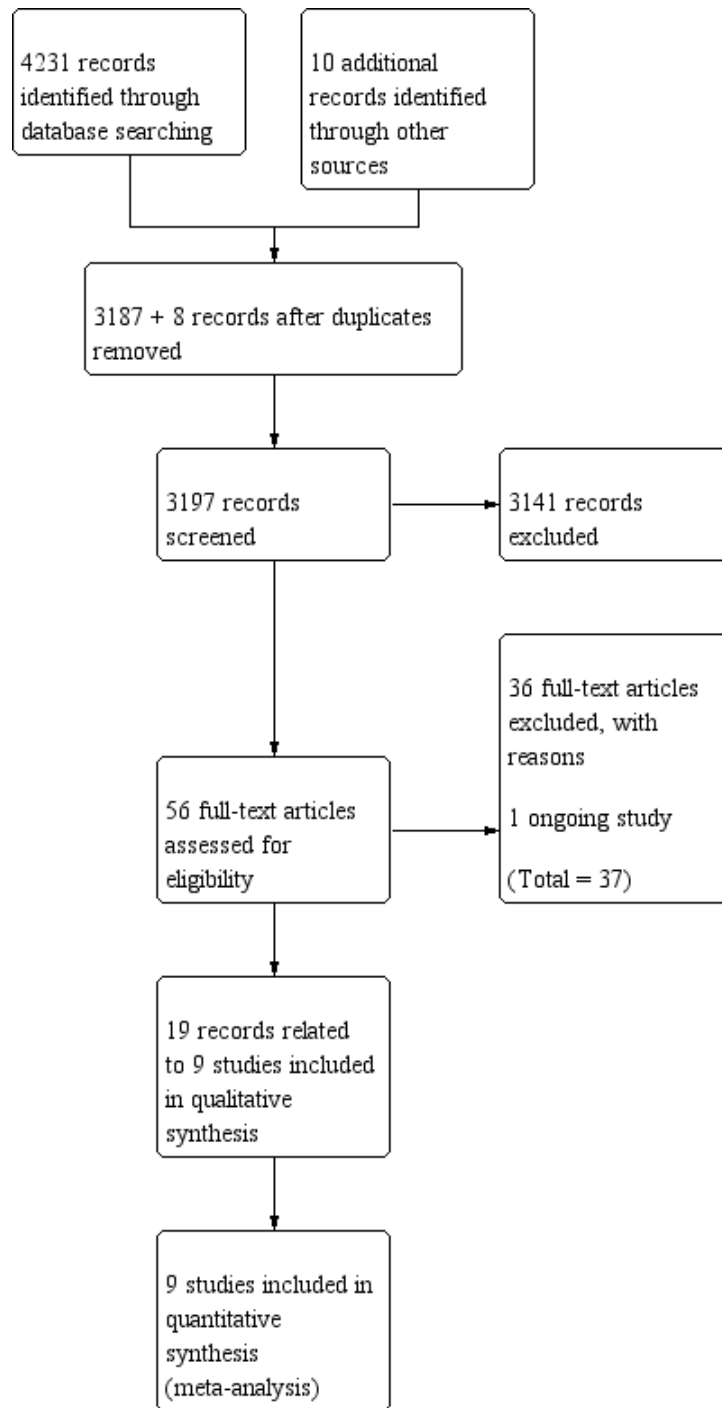 4231 records
identified through
database searching
10 additional
records identified
through other
sources
3187 + 8 records after duplicates
removed
3197 records
screened
3141 records
excluded
36 full-text articles
excluded, with
reasons
1 ongoing study
(Total = 37)
56 full-text articles
assessed for
eligibility
19 records related
to 9 studies included
in qualitative
synthesis
9 studies included in
quantitative
synthesis
(meta-analysis)